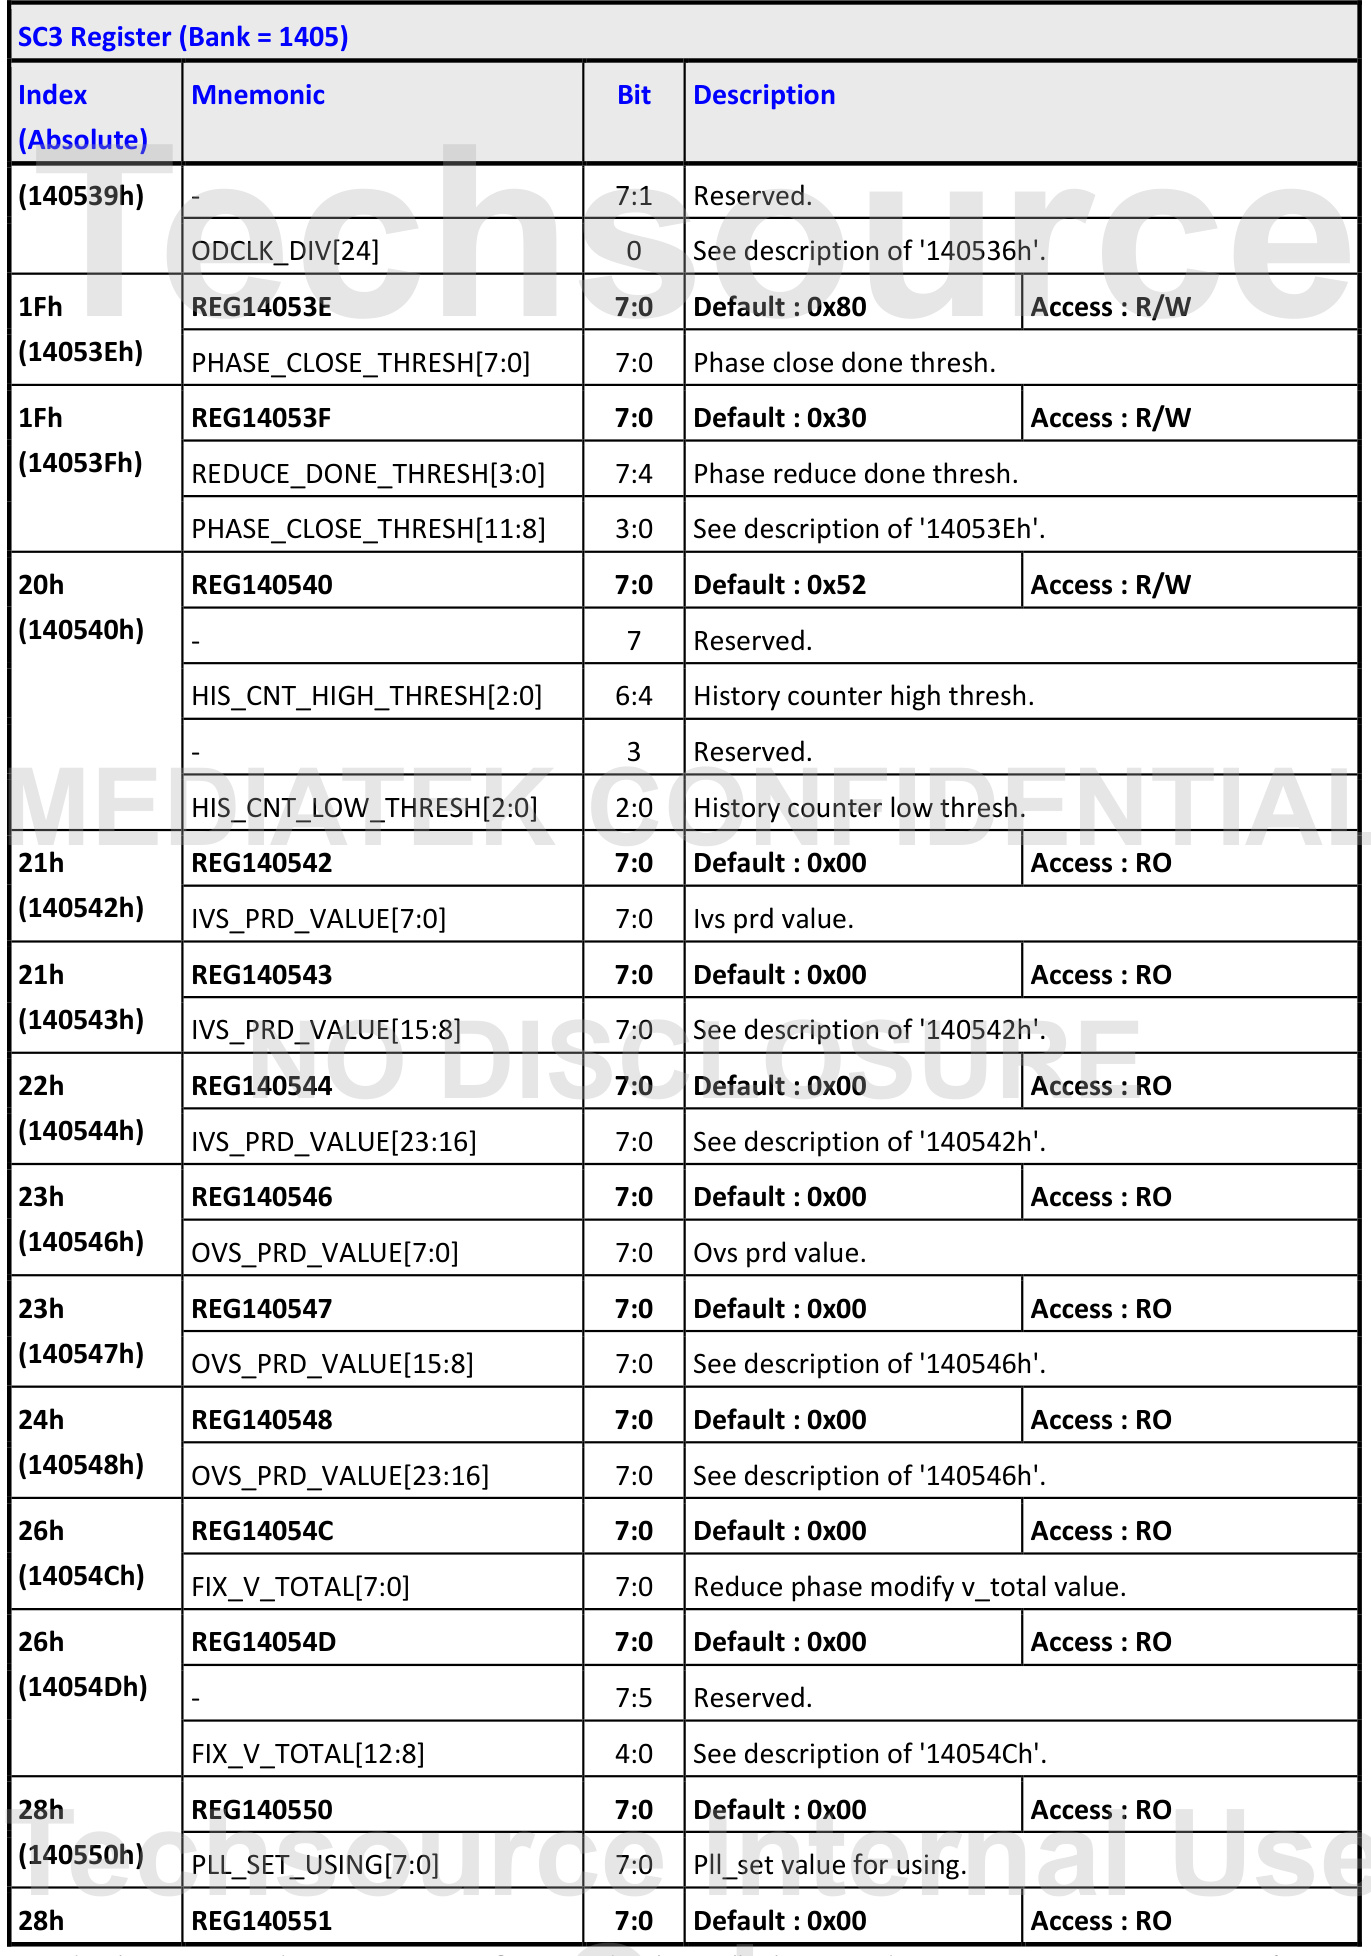 SC3 Register (Bank = 1405)
Index (Absolute) Mnemonic Bit Description
(140539h) - 7:1 Reserved.
ODCLK_DIV[24] 0 See description of '140536h'.
1Fh REG14053E 7:0 Default : 0x80 Access : R/W
(14053Eh) PHASE_CLOSE_THRESH[7:0] 7:0 Phase close done thresh.
1Fh REG14053F 7:0 Default : 0x30 Access : R/W
(14053Fh) REDUCE_DONE_THRESH[3:0] 7:4 Phase reduce done thresh.
PHASE_CLOSE_THRESH[11:8] 3:0 See description of '14053Eh'.
20h REG140540 7:0 Default : 0x52 Access : R/W
(140540h) - 7 Reserved.
HIS_CNT_HIGH_THRESH[2:0] 6:4 History counter high thresh.
- 3 Reserved.
HIS_CNT_LOW_THRESH[2:0] 2:0 History counter low thresh.
21h REG140542 7:0 Default : 0x00 Access : RO
(140542h) IVS_PRD_VALUE[7:0] 7:0 Ivs prd value.
21h REG140543 7:0 Default : 0x00 Access : RO
(140543h) IVS_PRD_VALUE[15:8] 7:0 See description of '140542h'.
22h REG140544 7:0 Default : 0x00 Access : RO
(140544h) IVS_PRD_VALUE[23:16] 7:0 See description of '140542h'.
23h REG140546 7:0 Default : 0x00 Access : RO
(140546h) OVS_PRD_VALUE[7:0] 7:0 Ovs prd value.
23h REG140547 7:0 Default : 0x00 Access : RO
(140547h) OVS_PRD_VALUE[15:8] 7:0 See description of '140546h'.
24h REG140548 7:0 Default : 0x00 Access : RO
(140548h) OVS_PRD_VALUE[23:16] 7:0 See description of '140546h'.
26h REG14054C 7:0 Default : 0x00 Access : RO
(14054Ch) FIX_V_TOTAL[7:0] 7:0 Reduce phase modify v_total value.
26h REG14054D 7:0 Default : 0x00 Access : RO
(14054Dh) - 7:5 Reserved.
FIX_V_TOTAL[12:8] 4:0 See description of '14054Ch'.
28h REG140550 7:0 Default : 0x00 Access : RO
(140550h) PLL_SET_USING[7:0] 7:0 Pll_set value for using.
28h REG140551 7:0 Default : 0x00 Access : RO
Techsource
MEDIATEK CONFIDENTIAL
NO DISCLOSURE
Techsource Internal Use